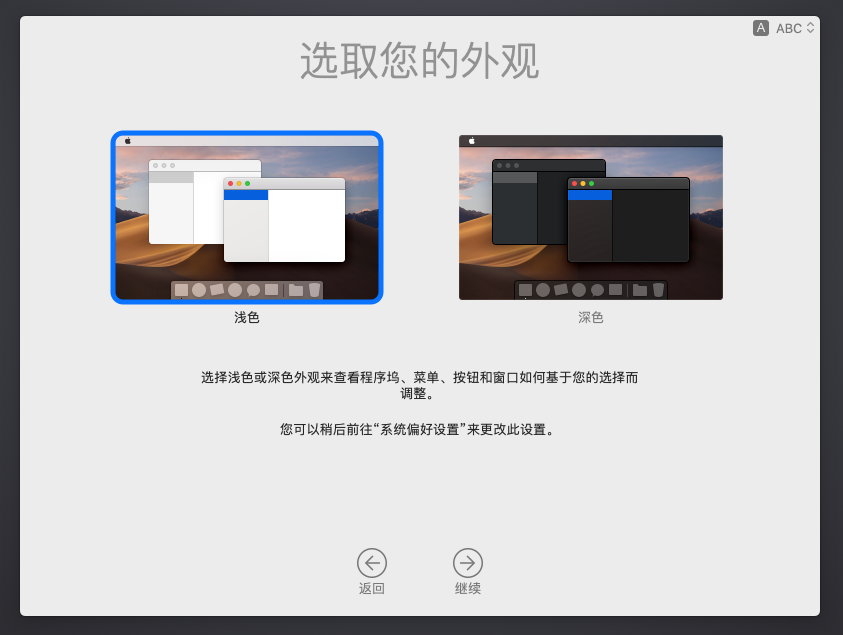 A ABC
选取您的外观
浅色
深色
选择浅色或深色外观来查看程序坞、菜单、按钮和窗口如何基于您的选择而
调整。
您可以稍后前往“系统偏好设置”来更改此设置。
返回
继续